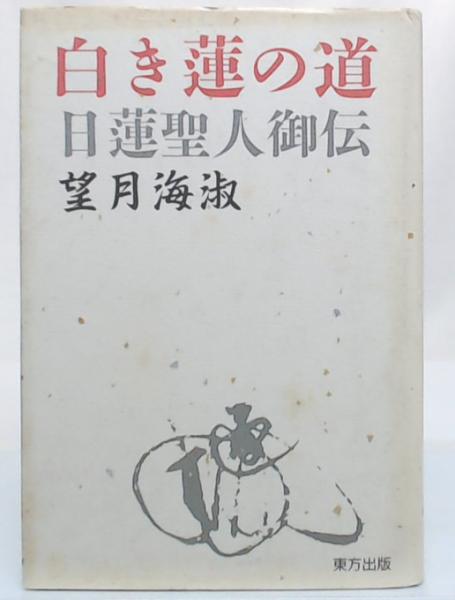 白き蓮の道
日蓮聖人御伝
望月海淑
東方出版